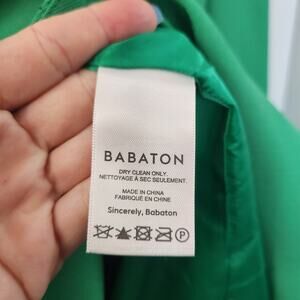 BABATON
DRY CLEAN ONLY.
NETTOYAGE À SEC SEULEMENT.
MADE IN CHINA
FABRIQUÉ EN CHINE
Sincerely, Babaton
P